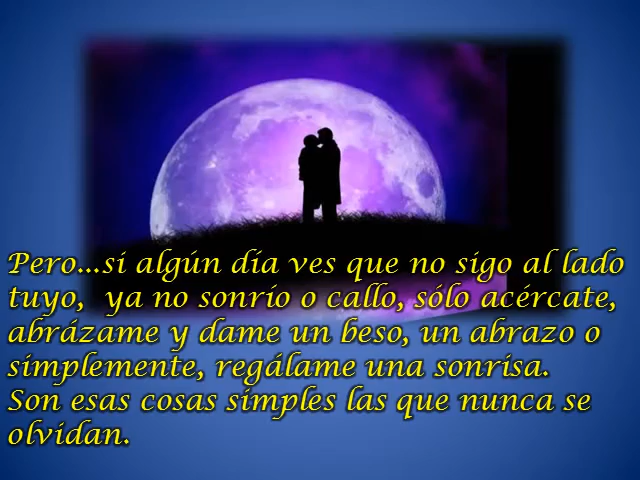 Pero...si algún día ves que no sigo al lado
tuyo,  ya no sonrío o callo, sólo acércate,
abrázame y dame un beso, un abrazo o
simplemente, regálame una sonrisa.
Son esas cosas simples las que nunca se
olvidan.